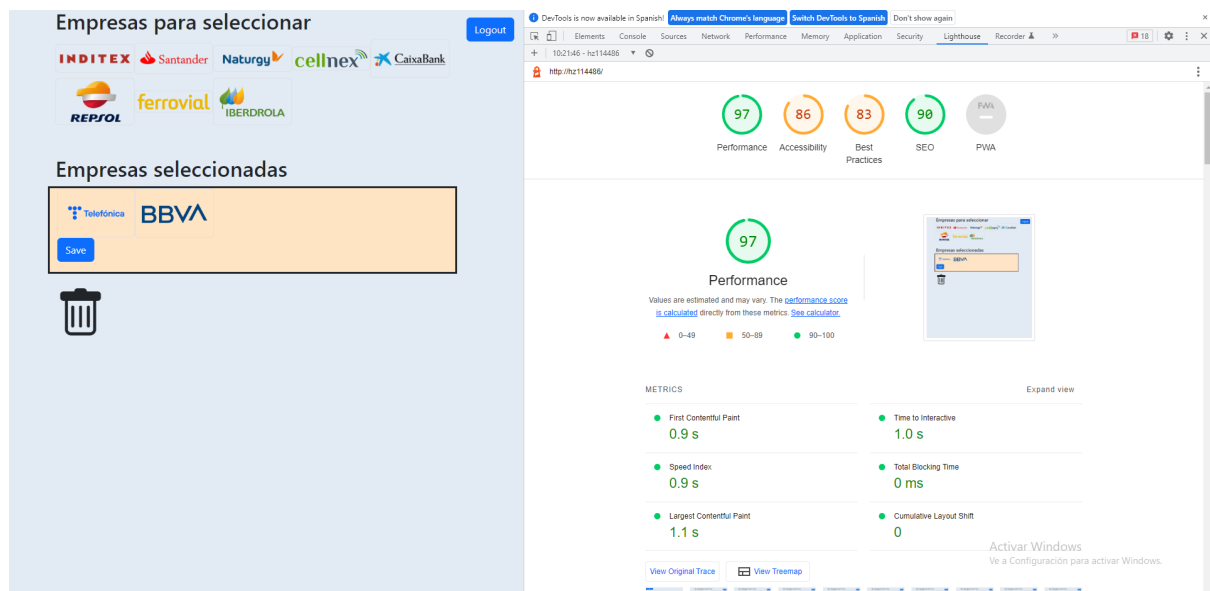 Empresas para seleccionar
Logout
INDITEX Santander Naturgy cellnex CaixaBank
REPSOL ferrovial IBERDROLA
Empresas seleccionadas
Telefónica BBVA
Save
DevTools is now available in Spanish! Always match Chrome's language Switch DevTools to Spanish Don't show again
Elements Console Sources Network Performance Memory Application Security Lighthouse Recorder 18
10:21:46 - hz114486
http://hz114486/
97 86 83 90 PWA
Performance Accessibility Best Practices SEO PWA
97
Performance
Values are estimated and may vary. The performance score
is calculated directly from these metrics. See calculator.
0–49 50–89 90–100
METRICS Expand view
First Contentful Paint Time to Interactive
0.9 s 1.0 s
Speed Index Total Blocking Time
0.9 s 0 ms
Largest Contentful Paint Cumulative Layout Shift
1.1 s 0
Activar Windows
Ve a Configuración para activar Windows.
View Original Trace View Treemap